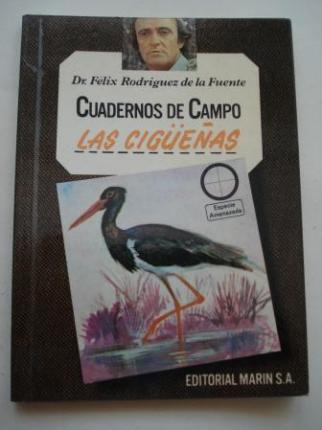 Dr. Félix Rodríguez de la Fuente
CUADERNOS DE CAMPO
LAS CIGÜEÑAS
Especie
Amenazada
EDITORIAL MARIN S.A.